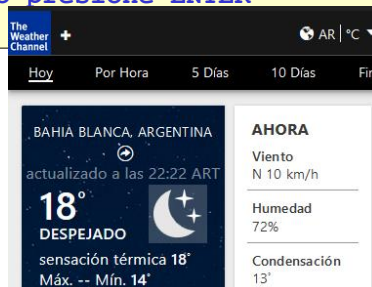 presione ENTER
The
Weather
Channel
AR | °C
Hoy Por Hora 5 Días 10 Días
BAHÍA BLANCA, ARGENTINA
actualizado a las 22:22 ART
18°
DESPEJADO
sensación térmica 18°
Máx. -- Mín. 14°
AHORA
Viento
N 10 km/h
Humedad
72%
Condensación
13°